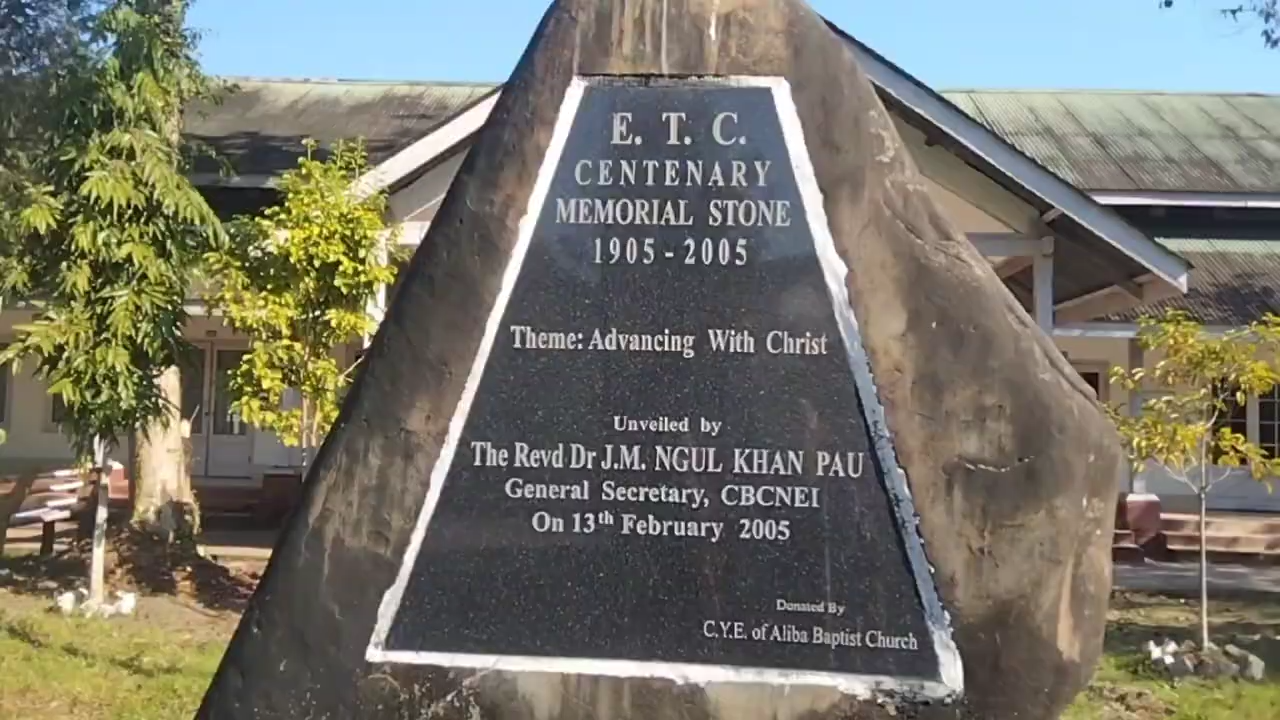 E. T. C.
CENTENARY
MEMORIAL STONE
1905 - 2005
Theme: Advancing With Christ
Unveiled by
The Revd Dr J.M. NGUL KHAN PAU
General Secretary, CBCNEI
On 13th February 2005
Donated By
C.Y.E. of Aliba Baptist Church